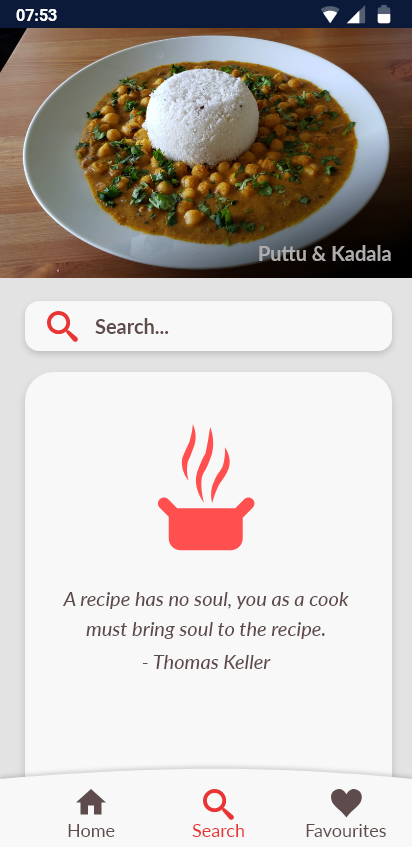 07:53
Puttu & Kadala
Search...
A recipe has no soul, you as a cook
must bring soul to the recipe.
- Thomas Keller
Home
Search
Favourites